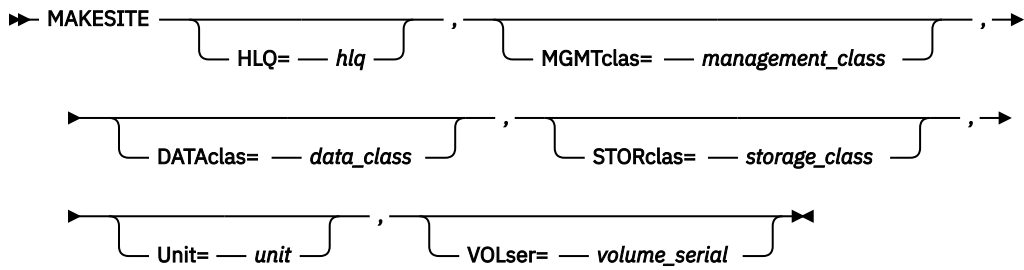 MAKESITE , ,
HLQ= hlq MGMTclas= management_class
, ,
DATAclas= data_class STORclas= storage_class
,
Unit= unit VOLser= volume_serial